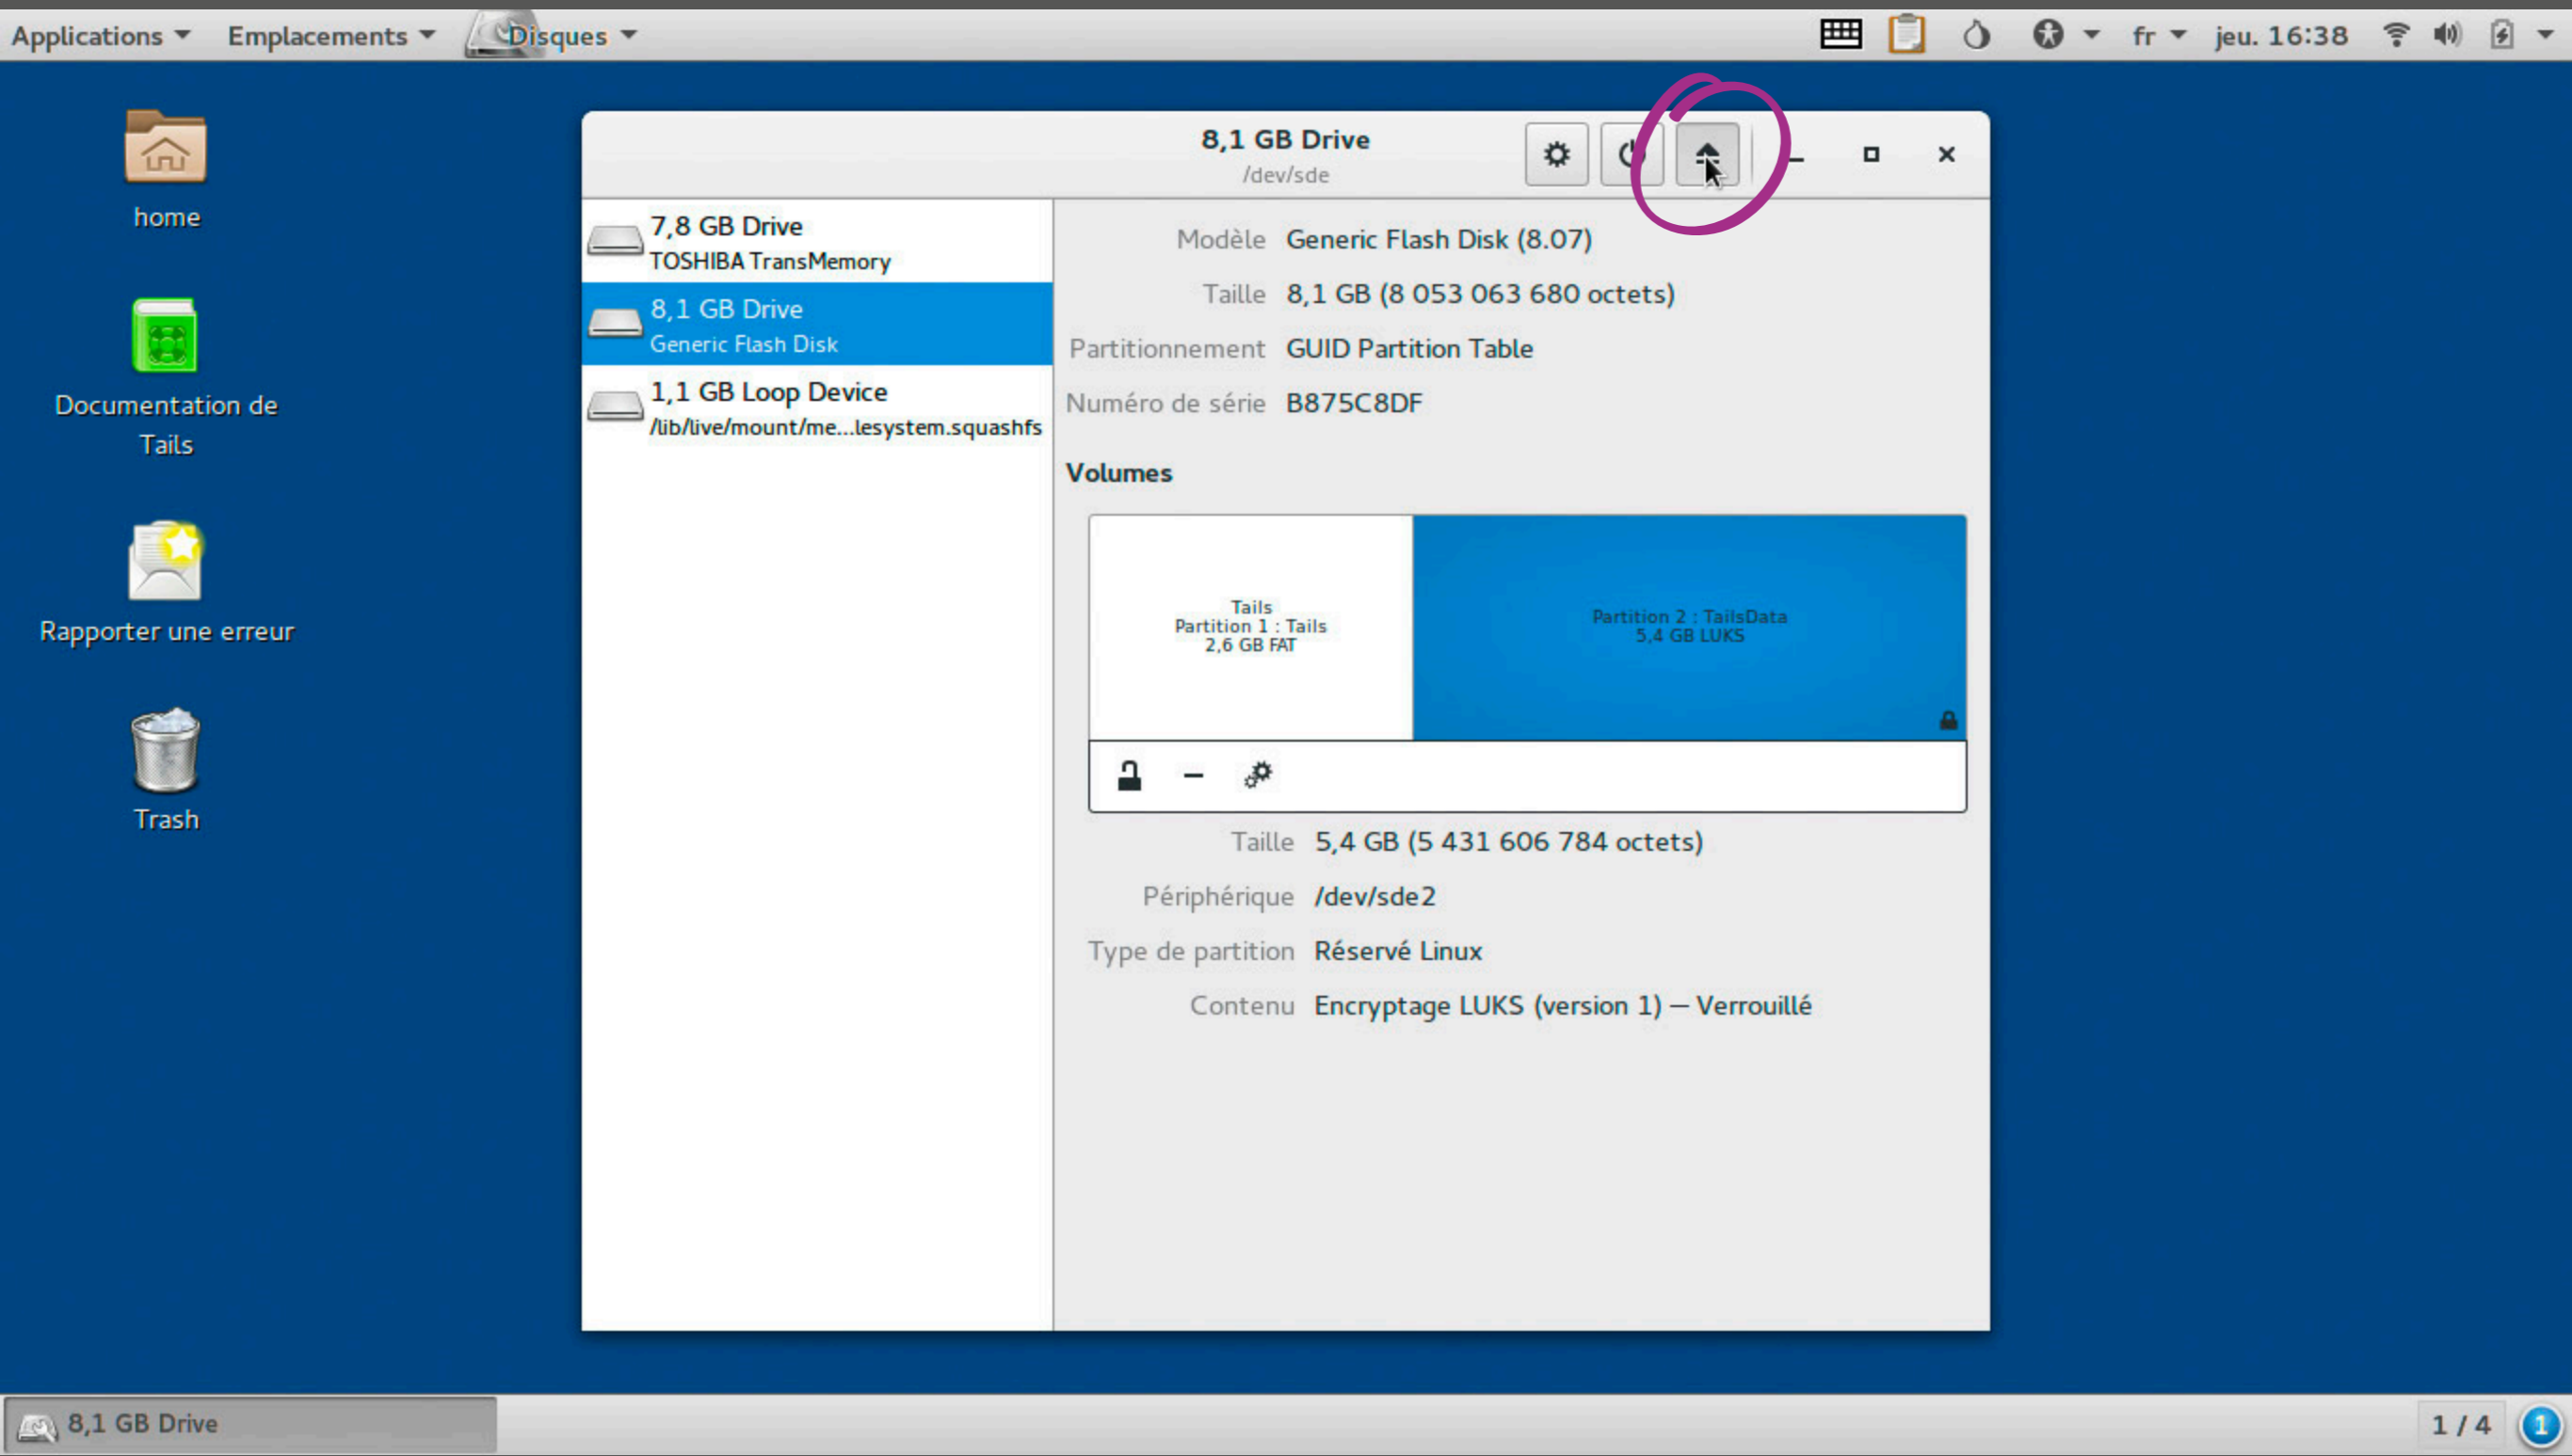 Applications
Emplacements
Disques
fr
jeu. 16:38
home
Documentation de
Tails
Rapporter une erreur
Trash
8,1 GB Drive
/dev/sde
7,8 GB Drive
TOSHIBA TransMemory
8,1 GB Drive
Generic Flash Disk
1,1 GB Loop Device
/lib/live/mount/me...lesystem.squashfs
Modèle Generic Flash Disk (8.07)
Taille 8,1 GB (8 053 063 680 octets)
Partitionnement GUID Partition Table
Numéro de série B875C8DF
Volumes
Tails
Partition 1 : Tails
2,6 GB FAT
Partition 2 : TailsData
5,4 GB LUKS
Taille 5,4 GB (5 431 606 784 octets)
Périphérique /dev/sde2
Type de partition Réservé Linux
Contenu Encryptage LUKS (version 1) — Verrouillé
8,1 GB Drive
1 / 4
1